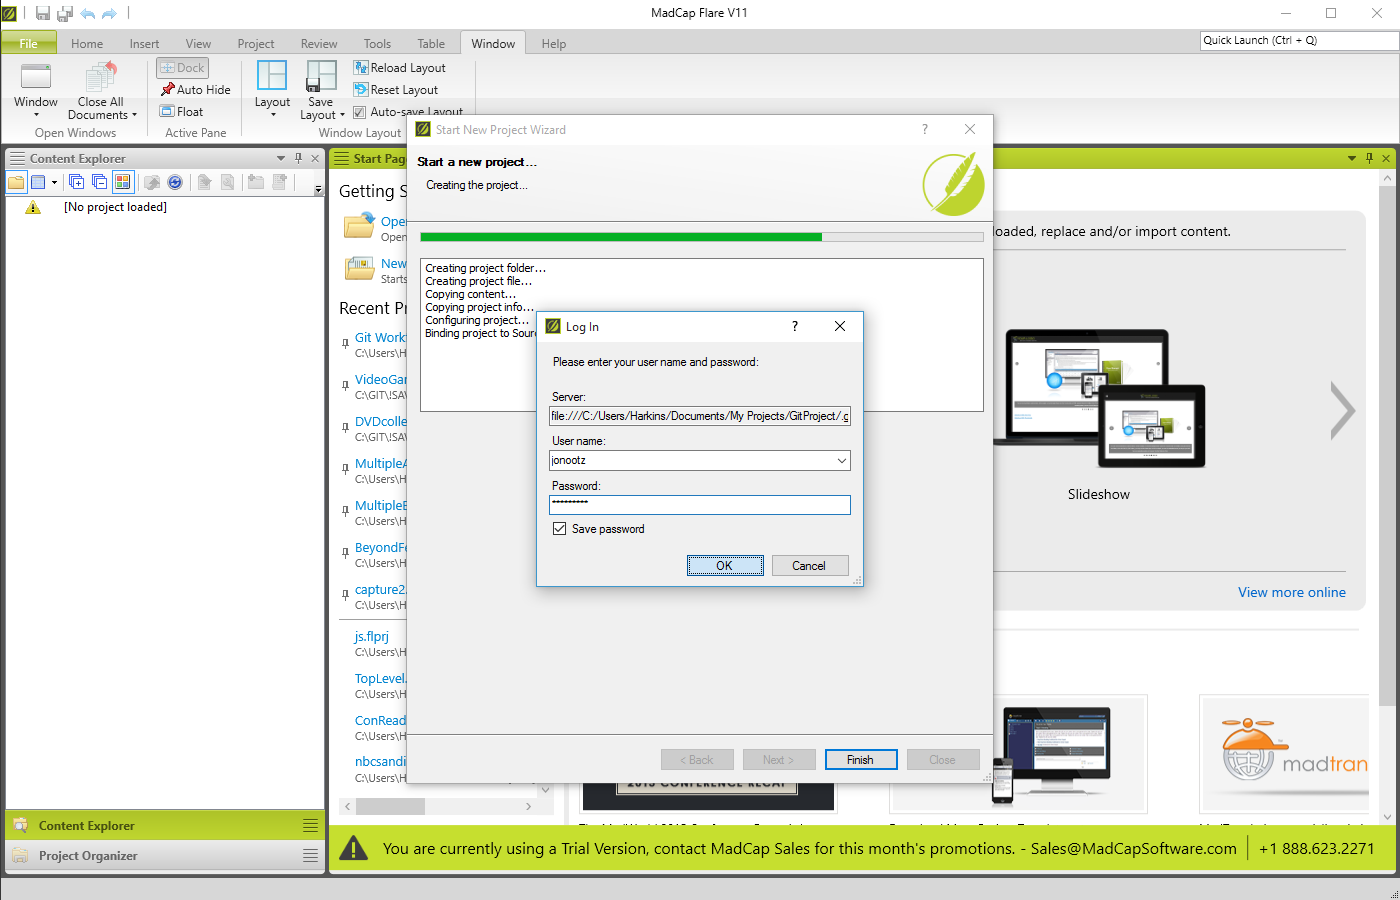 MadCap Flare V11
File
Home
Insert
View
Project
Review
Tools
Table
Window
Help
Quick Launch (Ctrl + Q)
Window
Close All
Documents
Open Windows
Dock
Auto Hide
Float
Active Pane
Layout
Save
Layout
Reload Layout
Reset Layout
Auto-save Layout
Window Layout
Content Explorer
[No project loaded]
Content Explorer
Project Organizer
Start Pag
Getting S
Ope
Open
New
Starts
Recent Pr
Git Work
C:\Users\H
VideoGar
C:\GIT\!SA
DVDcolle
C:\GIT\!SA
MultipleA
C:\Users\H
MultipleE
C:\Users\H
BeyondFe
C:\Users\H
capture2.
C:\Users\H
js.flprj
C:\Users\H
TopLevel.
C:\Users\H
ConRead
C:\Users\H
nbcsandi
C:\Users\H
Start New Project Wizard
?
Start a new project...
Creating the project...
Creating project folder...
Creating project file...
Copying content...
Copying project info...
Configuring project...
Binding project to Sour
Log In
?
Please enter your user name and password:
Server:
file:///C:/Users/Harkins/Documents/My Projects/GitProject/.g
User name:
jonootz
Password:
*********
Save password
OK
Cancel
< Back
Next >
Finish
Close
loaded, replace and/or import content.
Slideshow
View more online
2015 CONFERENCE RECAP
madtran
You are currently using a Trial Version, contact MadCap Sales for this month's promotions. - Sales@MadCapSoftware.com
+1 888.623.2271